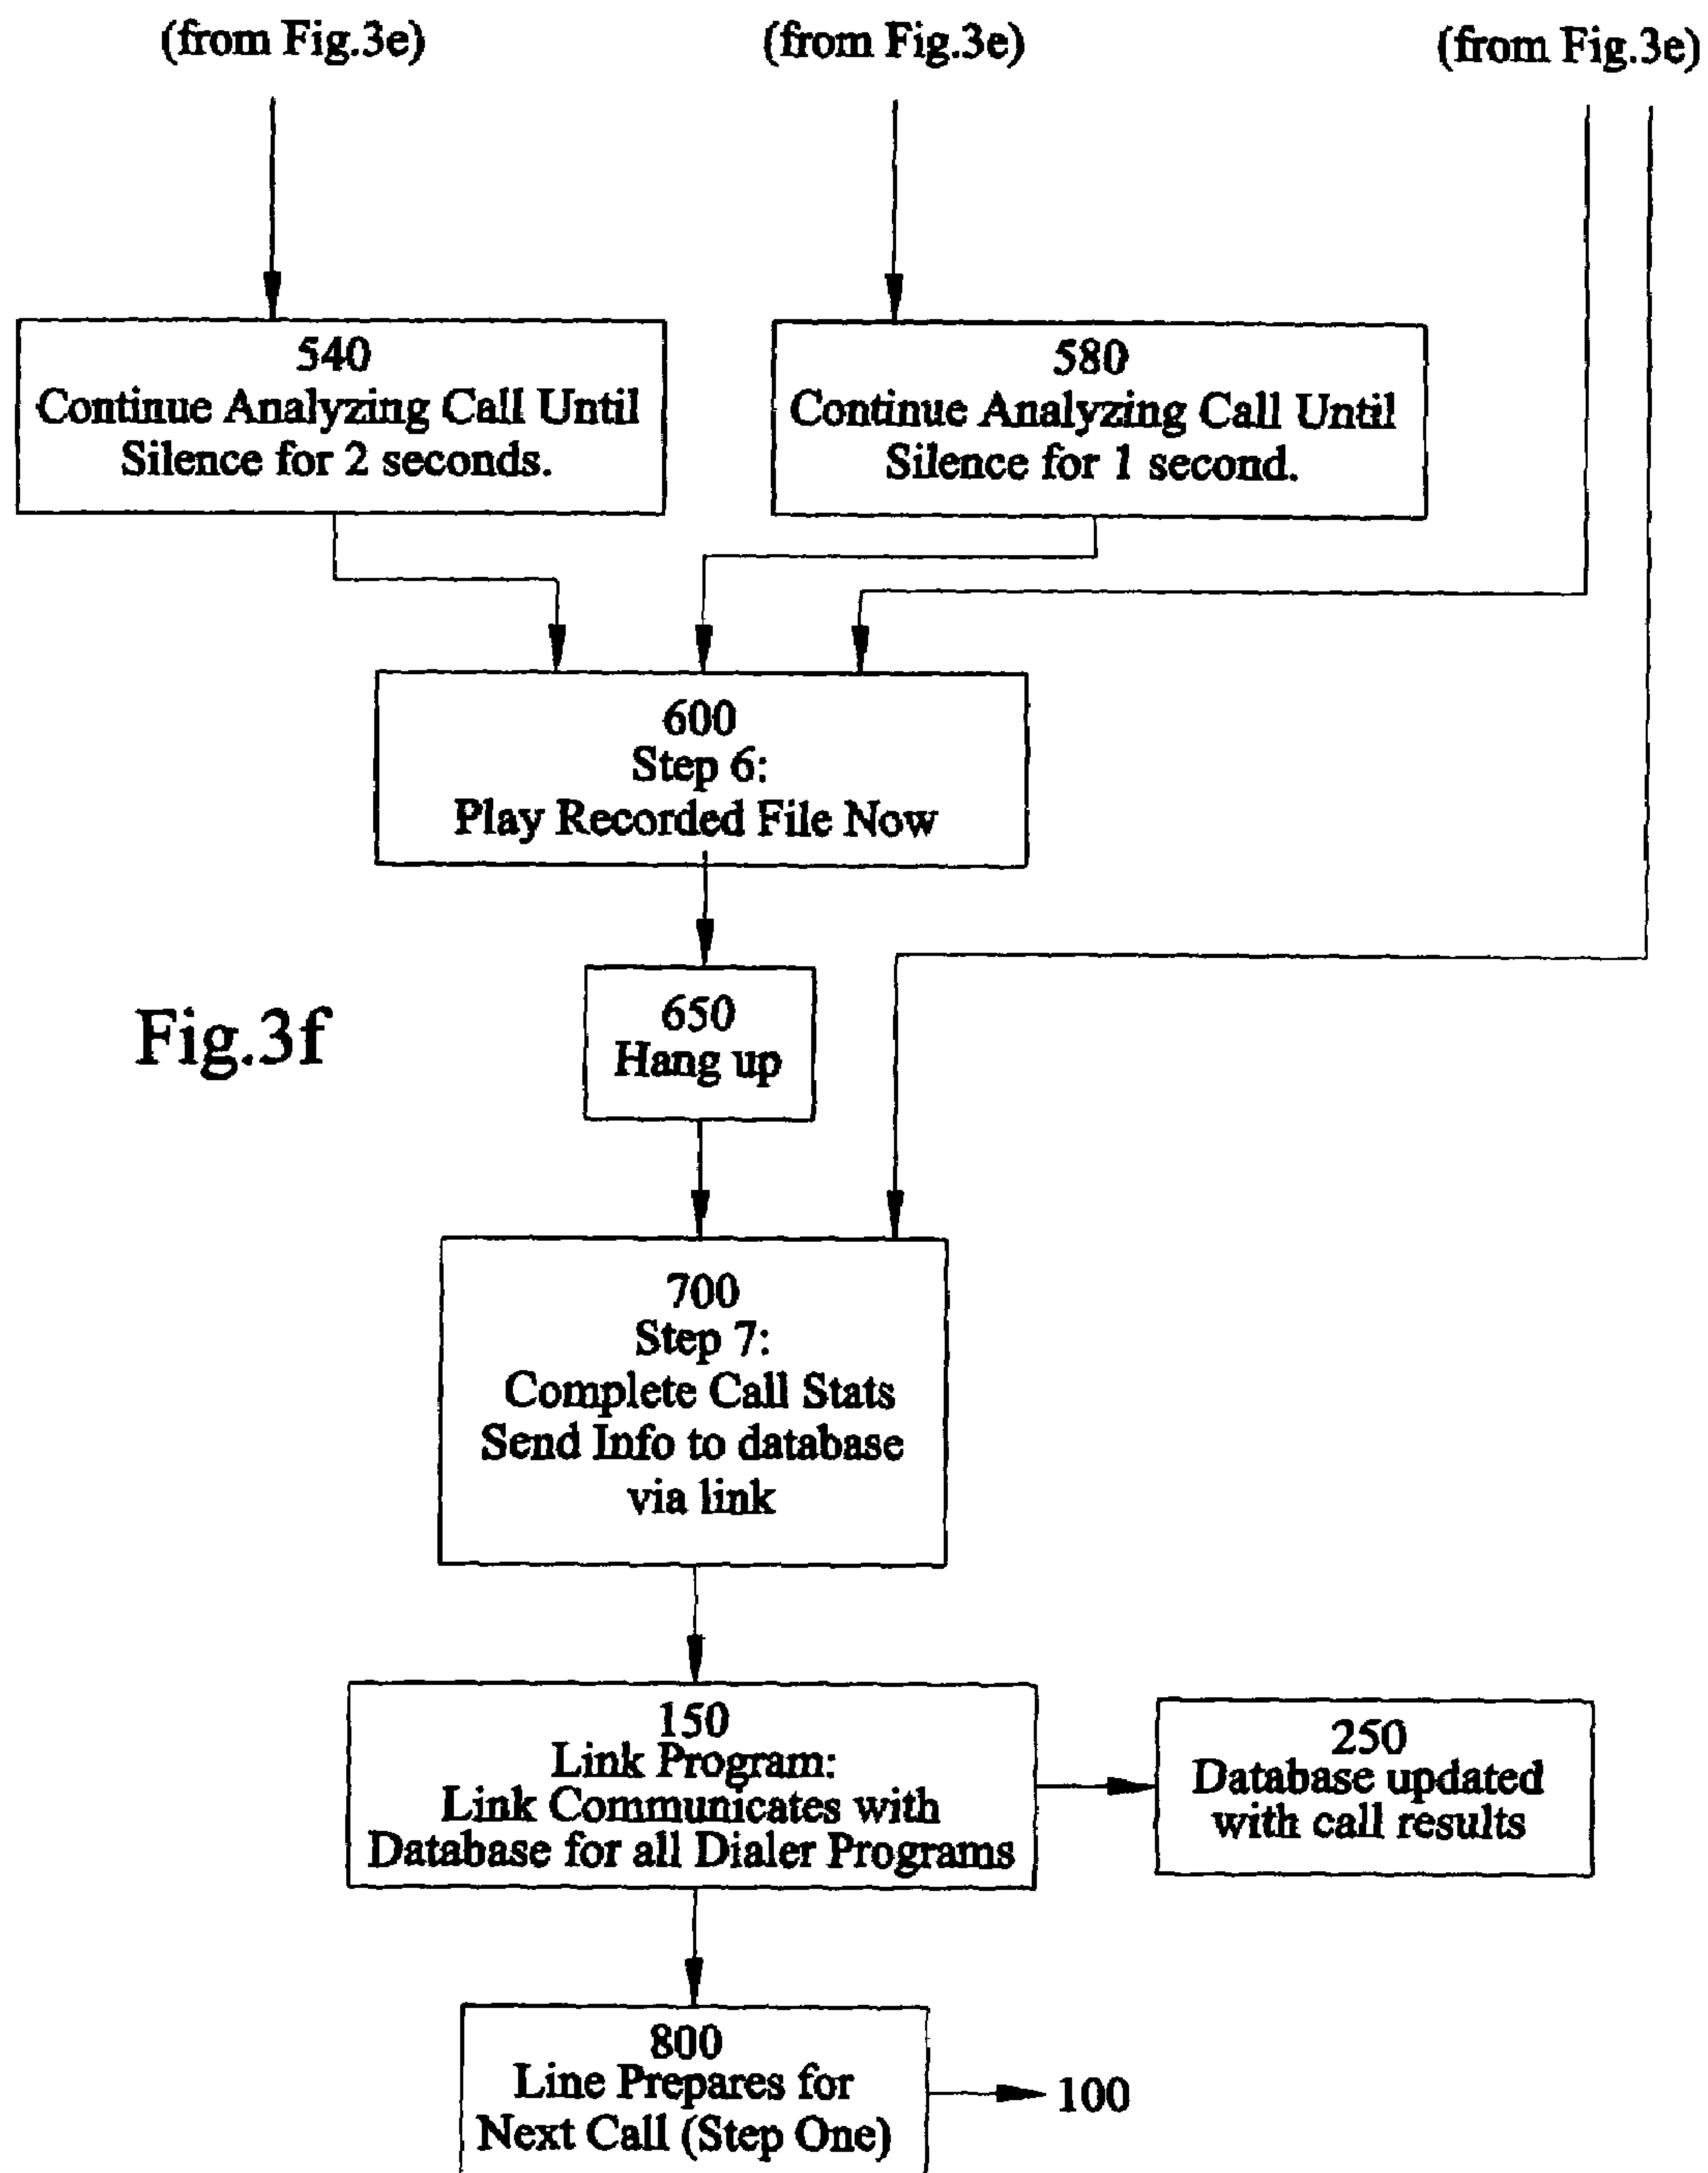 (from Fig.3e)
(from Fig.3e)
(from Fig.3e)
540
Continue Analyzing Call Until
Silence for 2 seconds.
580
Continue Analyzing Call Until
Silence for 1 second.
600
Step 6:
Play Recorded File Now
Fig.3f
650
Hang up
700
Step 7:
Complete Call Stats
Send Info to database
via link
150
Link Program:
Link Communicates with
Database for all Dialer Programs
250
Database updated
with call results
800
Line Prepares for
Next Call (Step One)
100